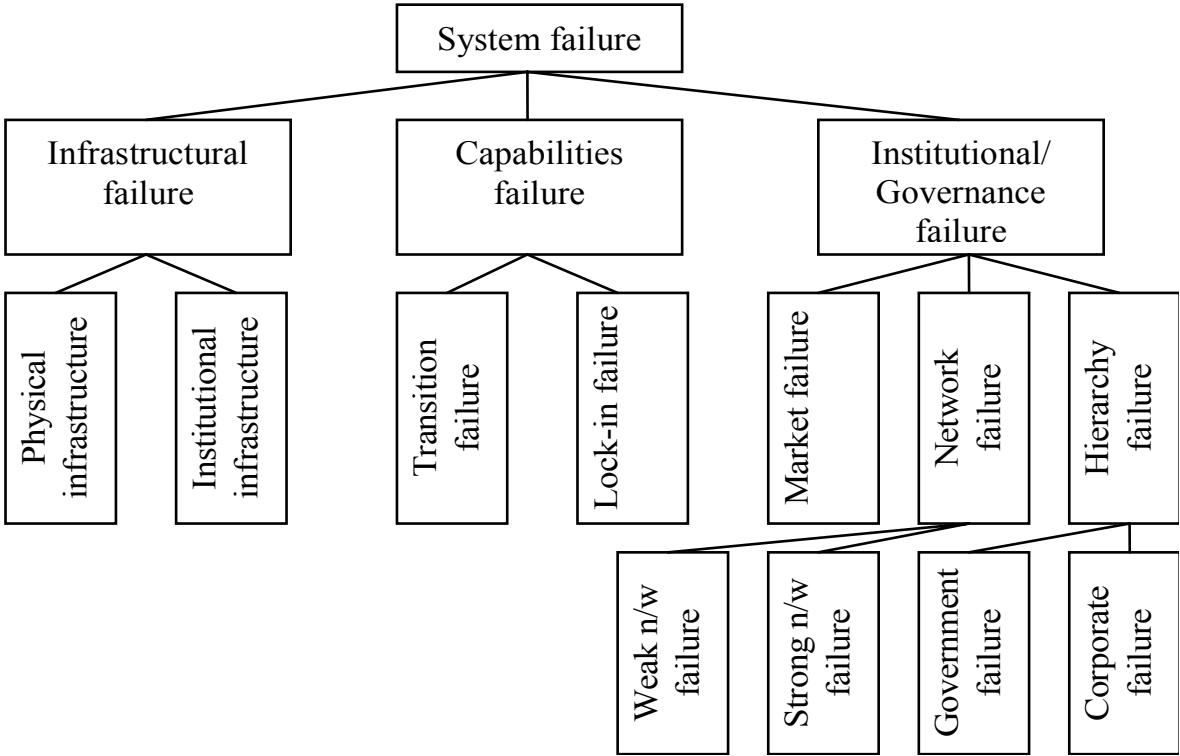 System failure
Infrastructural
failure
Capabilities
failure
Institutional/
Governance
failure
Physical
infrastructure
Institutional
infrastructure
Transition
failure
Lock-in failure
Market failure
Network
failure
Hierarchy
failure
Weak n/w
failure
Strong n/w
failure
Government
failure
Corporate
failure